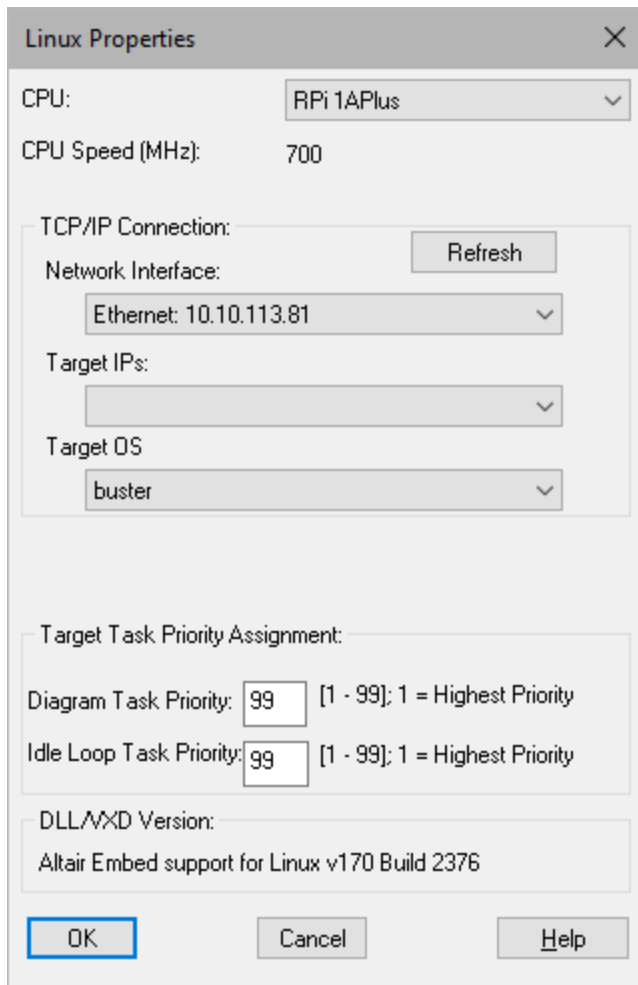 Linux Properties
CPU: RPi 1APlus
CPU Speed (MHz): 700
TCP/IP Connection:
Refresh
Network Interface:
Ethernet: 10.10.113.81
Target IPs:
Target OS
buster
Target Task Priority Assignment:
Diagram Task Priority: 99 [1 - 99]; 1 = Highest Priority
Idle Loop Task Priority: 99 [1 - 99]; 1 = Highest Priority
DLL/VXD Version:
Altair Embed support for Linux v170 Build 2376
OK Cancel Help